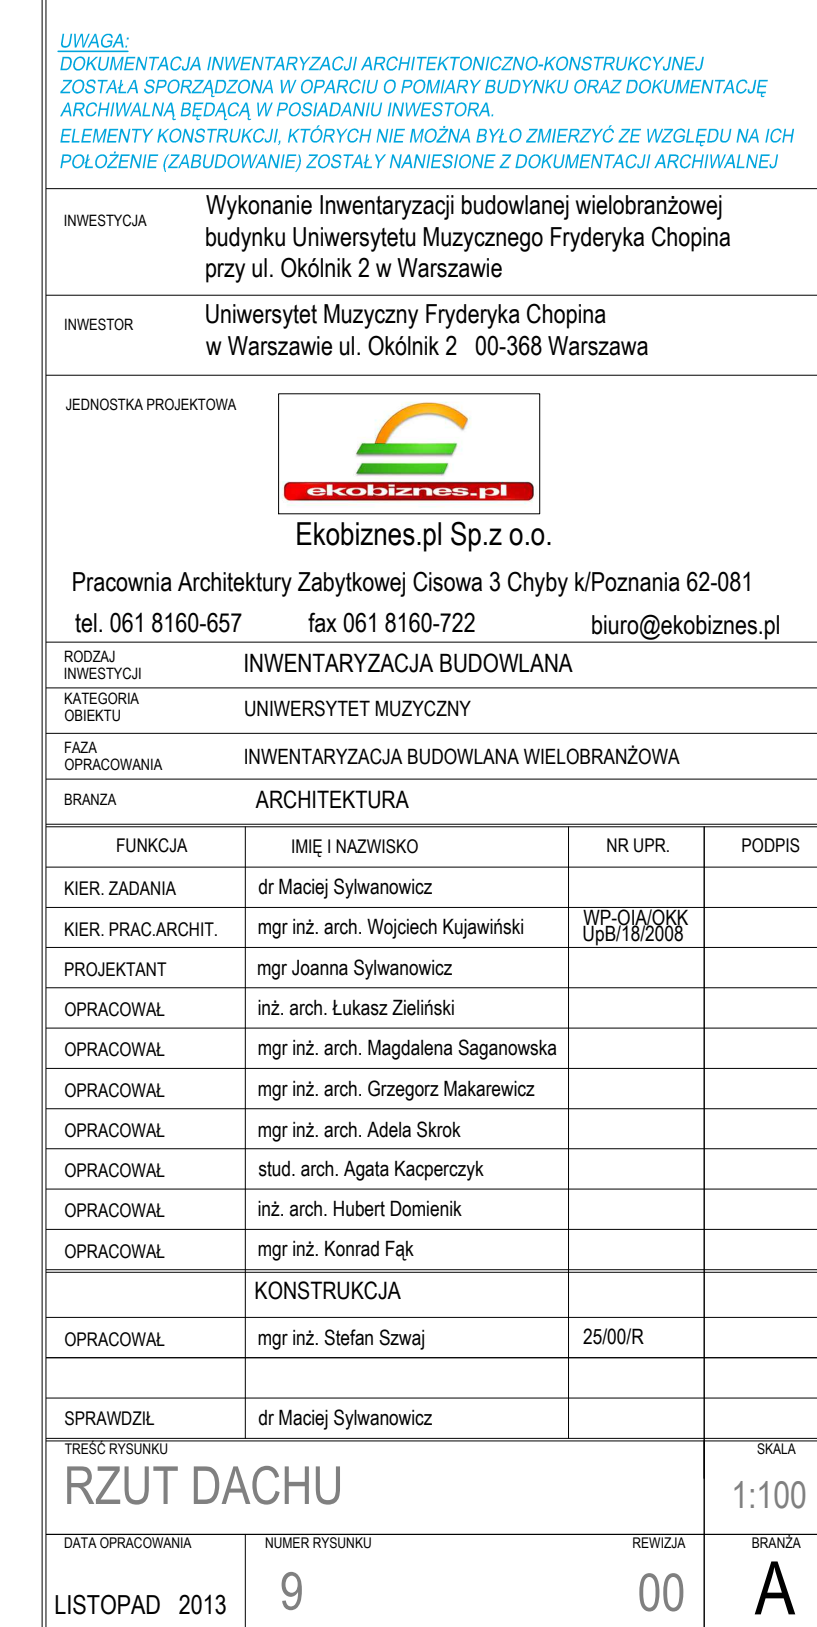 UWAGA:
DOKUMENTACJA INWENTARYZACJI ARCHITEKTONICZNO-KONSTRUKCYJNEJ
ZOSTAŁA SPORZĄDZONA W OPARCIU O POMIARY BUDYNKU ORAZ DOKUMENTACJĘ
ARCHIWALNĄ BĘDĄCĄ W POSIADANIU INWESTORA.
ELEMENTY KONSTRUKCJI, KTÓRYCH NIE MOŻNA BYŁO ZMIERZYĆ ZE WZGLĘDU NA ICH
POŁOŻENIE (ZABUDOWANIE) ZOSTAŁY NANIESIONE Z DOKUMENTACJI ARCHIWALNEJ
INWESTYCJA
Wykonanie Inwentaryzacji budowlanej wielobranżowej
budynku Uniwersytetu Muzycznego Fryderyka Chopina
przy ul. Okólnik 2 w Warszawie
INWESTOR
Uniwersytet Muzyczny Fryderyka Chopina
w Warszawie ul. Okólnik 2 00-368 Warszawa
JEDNOSTKA PROJEKTOWA
ekobiznes.pl
Ekobiznes.pl Sp.z o.o.
Pracownia Architektury Zabytkowej Cisowa 3 Chyby k/Poznania 62-081
tel. 061 8160-657 fax 061 8160-722 biuro@ekobiznes.pl
RODZAJ
INWESTYCJI
INWENTARYZACJA BUDOWLANA
KATEGORIA
OBIEKTU
UNIWERSYTET MUZYCZNY
FAZA
OPRACOWANIA
INWENTARYZACJA BUDOWLANA WIELOBRANŻOWA
BRANZA ARCHITEKTURA
FUNKCJA IMIĘ I NAZWISKO NR UPR. PODPIS
KIER. ZADANIA dr Maciej Sylwanowicz
KIER. PRAC.ARCHIT. mgr inż. arch. Wojciech Kujawiński WP-OIA/OKK
UpB/18/2008
PROJEKTANT mgr Joanna Sylwanowicz
OPRACOWAŁ inż. arch. Łukasz Zieliński
OPRACOWAŁ mgr inż. arch. Magdalena Saganowska
OPRACOWAŁ mgr inż. arch. Grzegorz Makarewicz
OPRACOWAŁ mgr inż. arch. Adela Skrok
OPRACOWAŁ stud. arch. Agata Kacperczyk
OPRACOWAŁ inż. arch. Hubert Domienik
OPRACOWAŁ mgr inż. Konrad Fąk
KONSTRUKCJA
OPRACOWAŁ mgr inż. Stefan Szwaj 25/00/R
SPRAWDZIŁ dr Maciej Sylwanowicz
TREŚĆ RYSUNKU SKALA
RZUT DACHU 1:100
DATA OPRACOWANIA NUMER RYSUNKU REWIZJA BRANŻA
LISTOPAD 2013 9 00 A